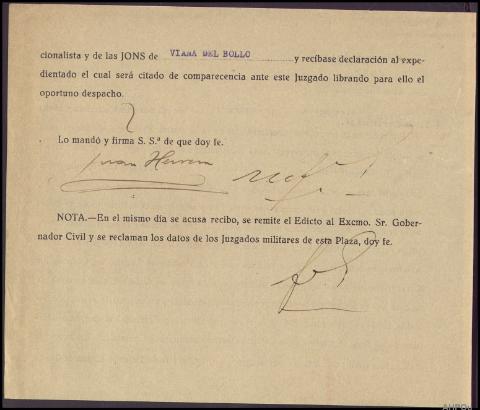 cionalista y de las JONS de VIANA DEL BOLLO y recíbase declaración al expe-
dientado el cual será citado de comparecencia ante este Juzgado librando para ello el
oportuno despacho.
Lo mandó y firma S. S.ª de que doy fe.
Juan Herrera
NOTA.—En el mismo día se acusa recibo, se remite el Edicto al Excmo. Sr. Gober-
nador Civil y se reclaman los datos de los Juzgados militares de esta Plaza, doy fe.